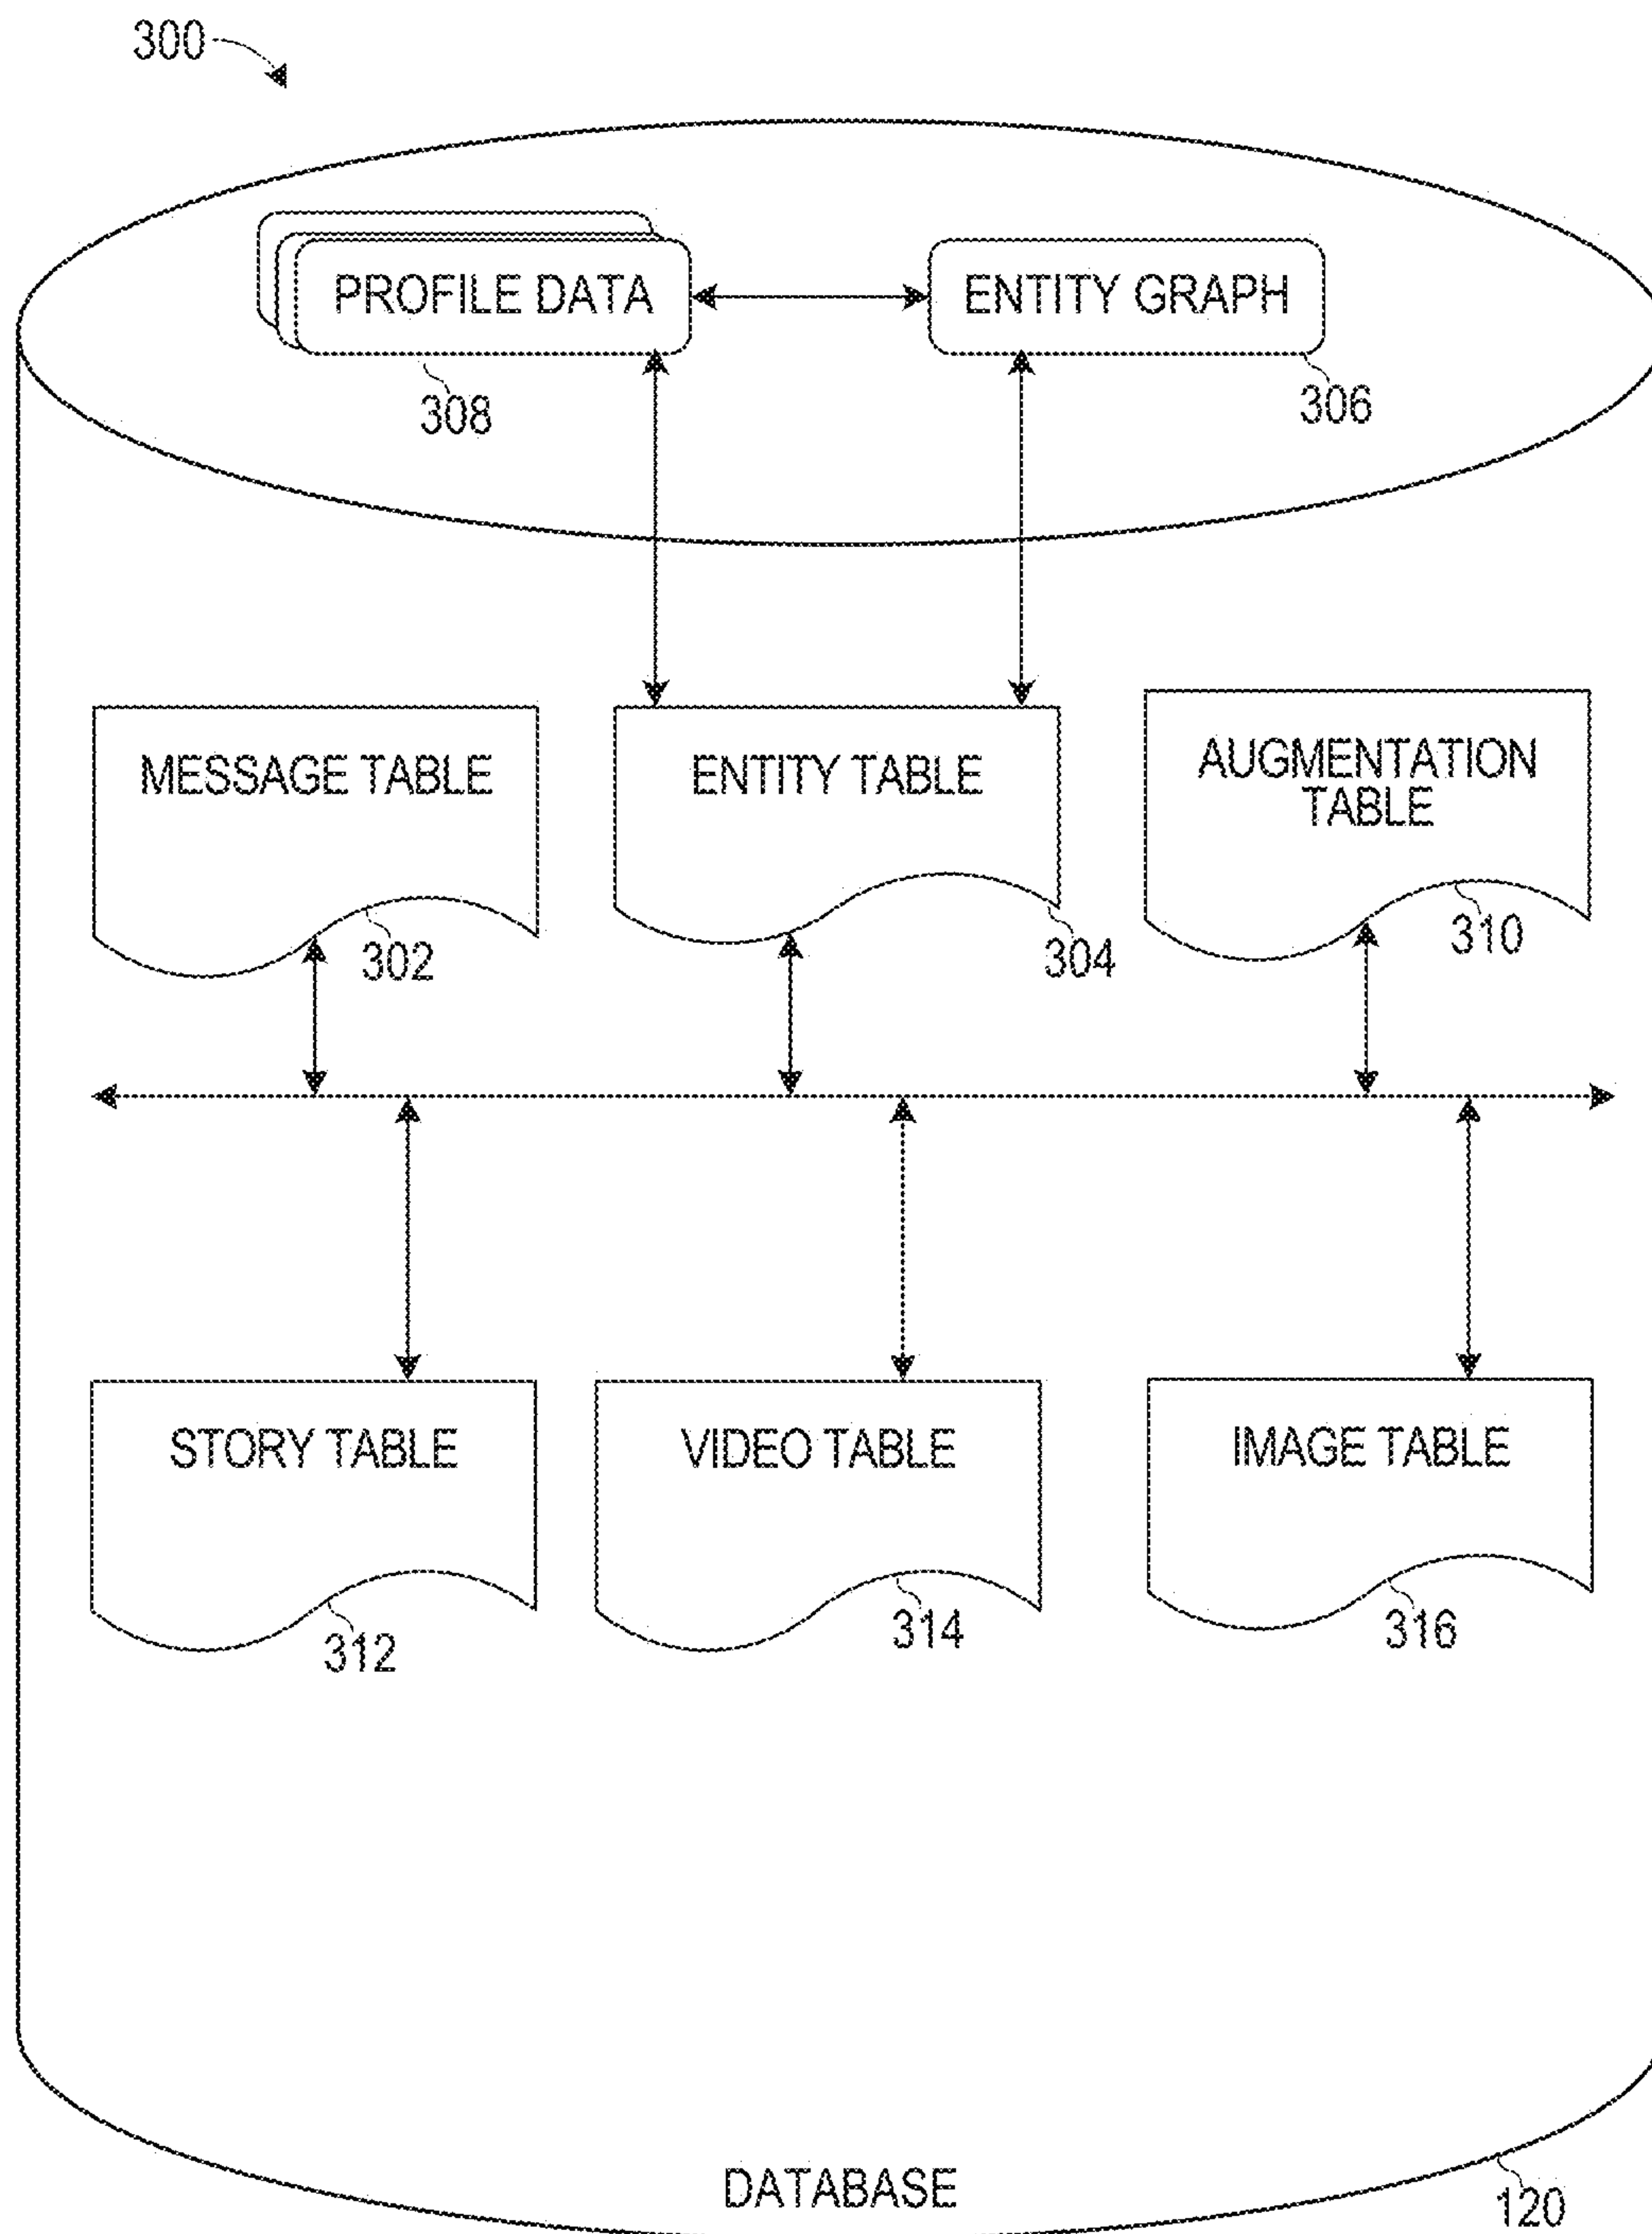 300
PROFILE DATA
ENTITY GRAPH
308
306
MESSAGE TABLE
ENTITY TABLE
AUGMENTATION
TABLE
302
304
310
STORY TABLE
VIDEO TABLE
IMAGE TABLE
312
314
316
DATABASE
120